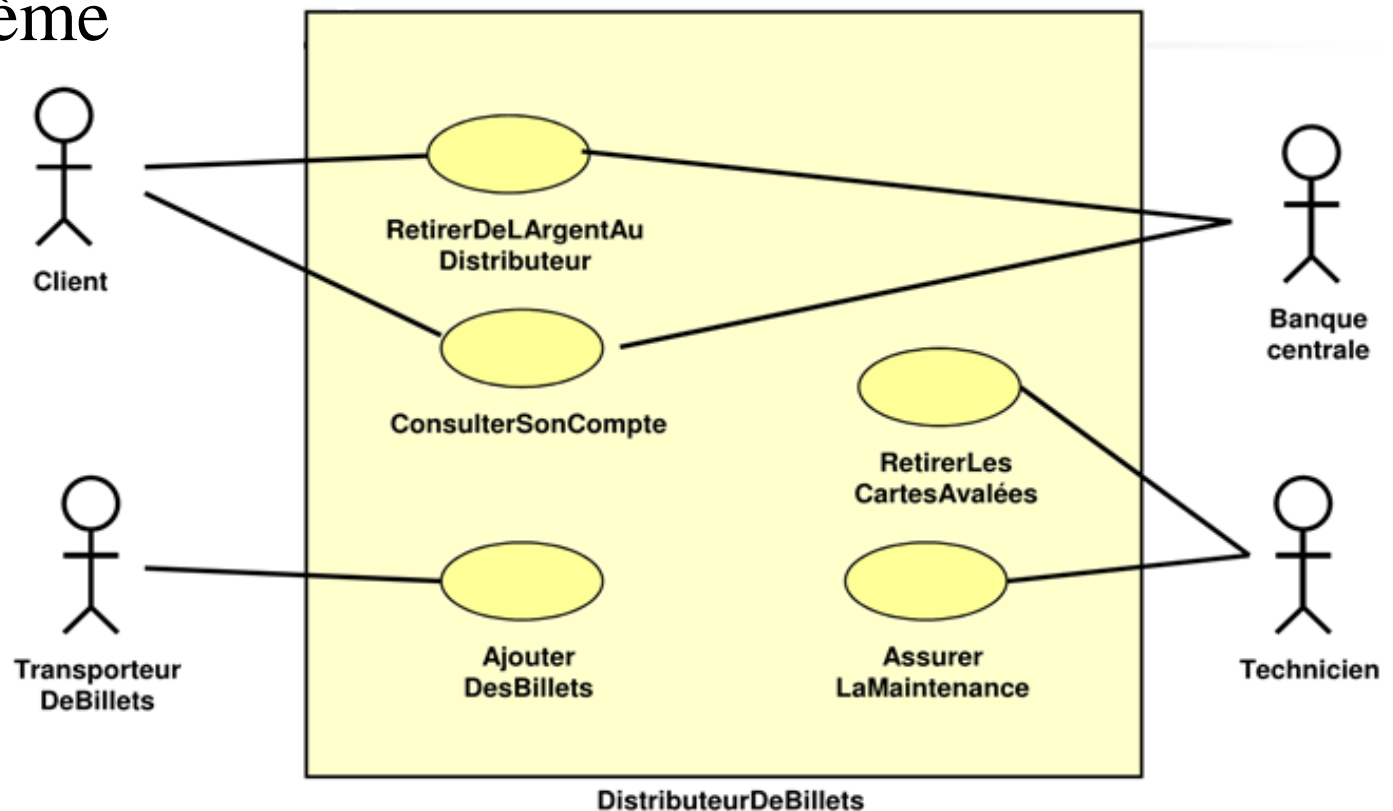 ème
RetirerDeLArgentAu
Distributeur
Client
Banque
centrale
ConsulterSonCompte
RetirerLes
CartesAvalées
Transporteur
DeBillets
Ajouter
DesBillets
Assurer
LaMaintenance
Technicien
DistributeurDeBillets